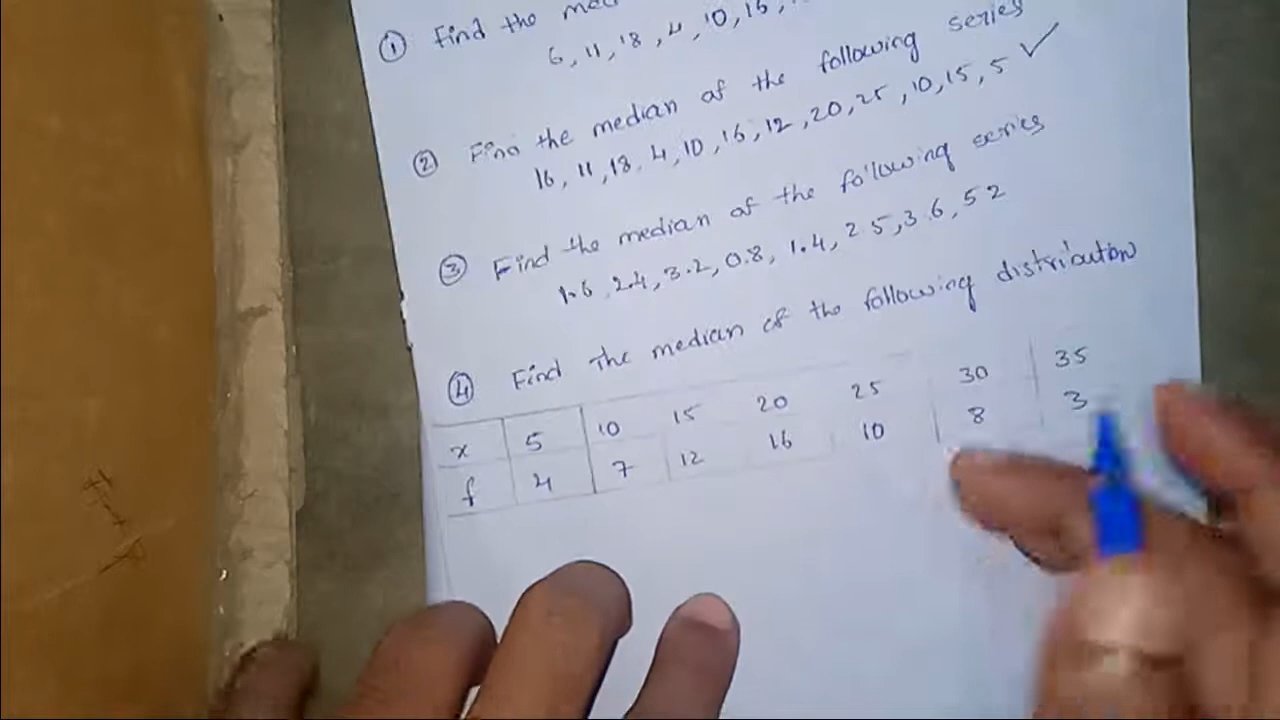 ① Find the
6, 11, 18, 4, 10, 15,
② Find the median of the following series
16, 11, 18, 4, 10, 16, 12, 20, 25, 10, 15, 5 ✓
③ Find the median of the following series
1.6, 2.4, 3.2, 0.8, 1.4, 2.5, 3.6, 5.2
④ Find The median of the following distribution
x 5 10 15 20 25 30 35
f 4 7 12 16 10 8 3